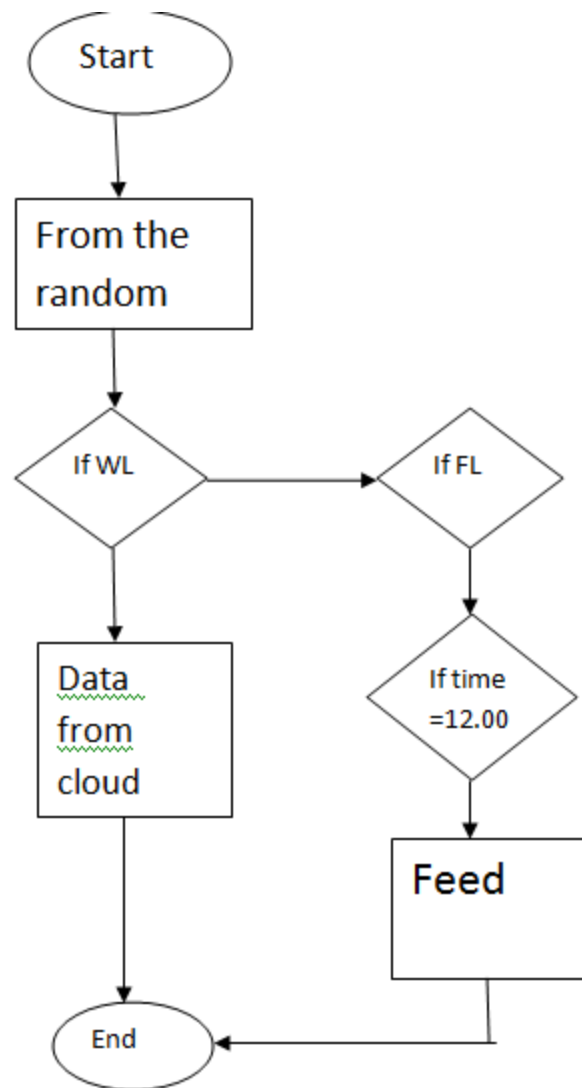 Start
From the
random
If WL
If FL
Data
from
cloud
If time
=12.00
Feed
End